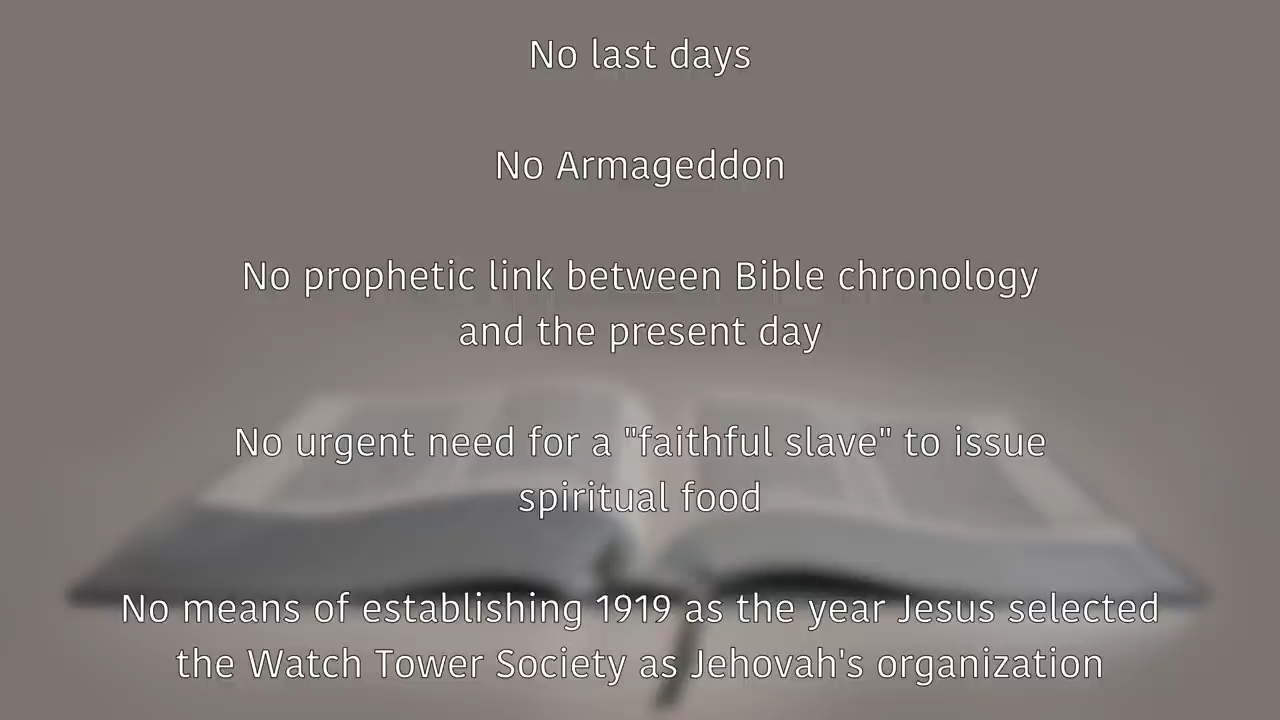 No last days
No Armageddon
No prophetic link between Bible chronology
and the present day
No urgent need for a "faithful slave" to issue
spiritual food
No means of establishing 1919 as the year Jesus selected
the Watch Tower Society as Jehovah's organization